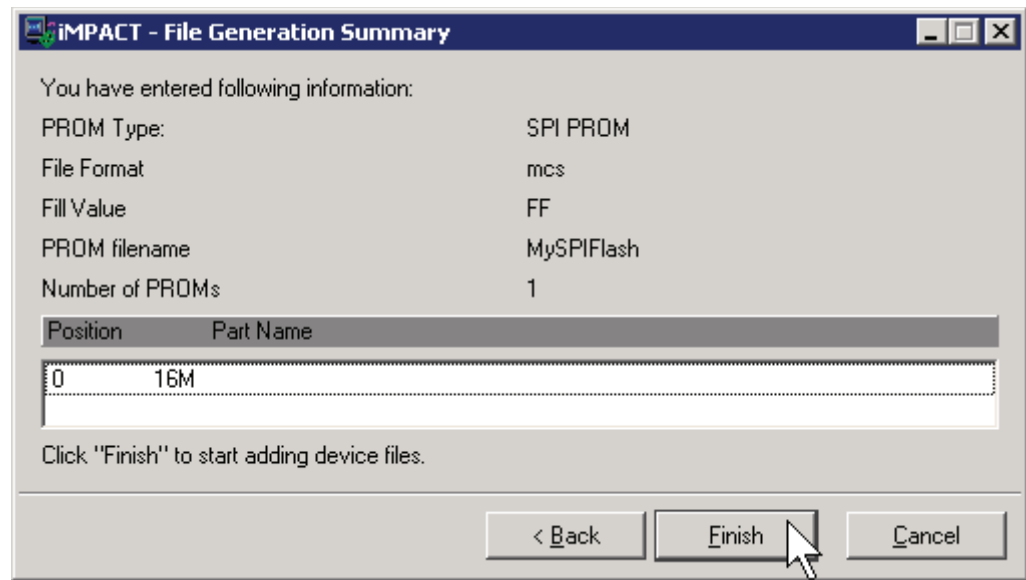 iMPACT - File Generation Summary
You have entered following information:
PROM Type: SPI PROM
File Format mcs
Fill Value FF
PROM filename MySPIFlash
Number of PROMs 1
Position Part Name
0 16M
Click "Finish" to start adding device files.
< Back Finish Cancel